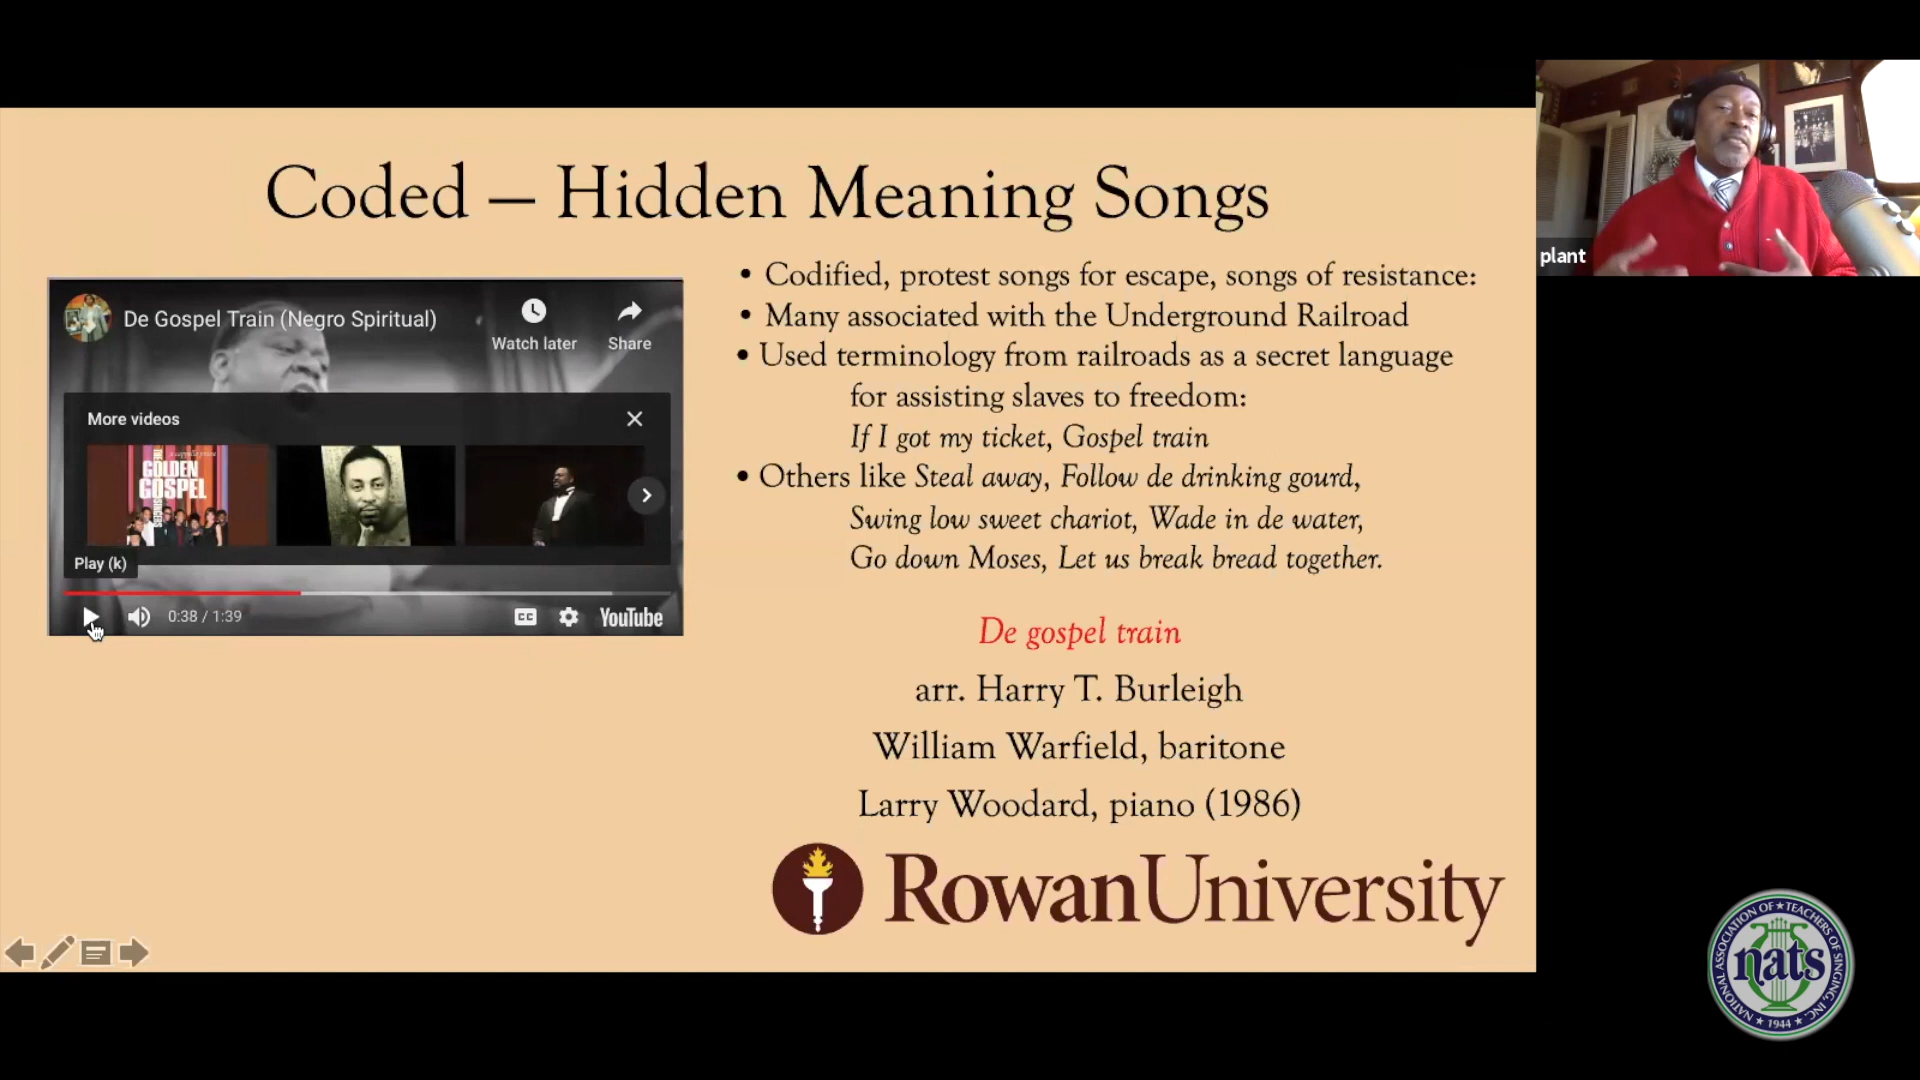 Coded – Hidden Meaning Songs
De Gospel Train (Negro Spiritual)
Watch later
Share
More videos
THE
GOLDEN
GOSPEL
SINGERS
Play (k)
0:38 / 1:39
CC
YouTube
• Codified, protest songs for escape, songs of resistance:
• Many associated with the Underground Railroad
• Used terminology from railroads as a secret language
for assisting slaves to freedom:
If I got my ticket, Gospel train
• Others like Steal away, Follow de drinking gourd,
Swing low sweet chariot, Wade in de water,
Go down Moses, Let us break bread together.
De gospel train
arr. Harry T. Burleigh
William Warfield, baritone
Larry Woodard, piano (1986)
RowanUniversity
plant
NATIONAL ASSOCIATION OF TEACHERS OF SINGING, INC.
nats
1944